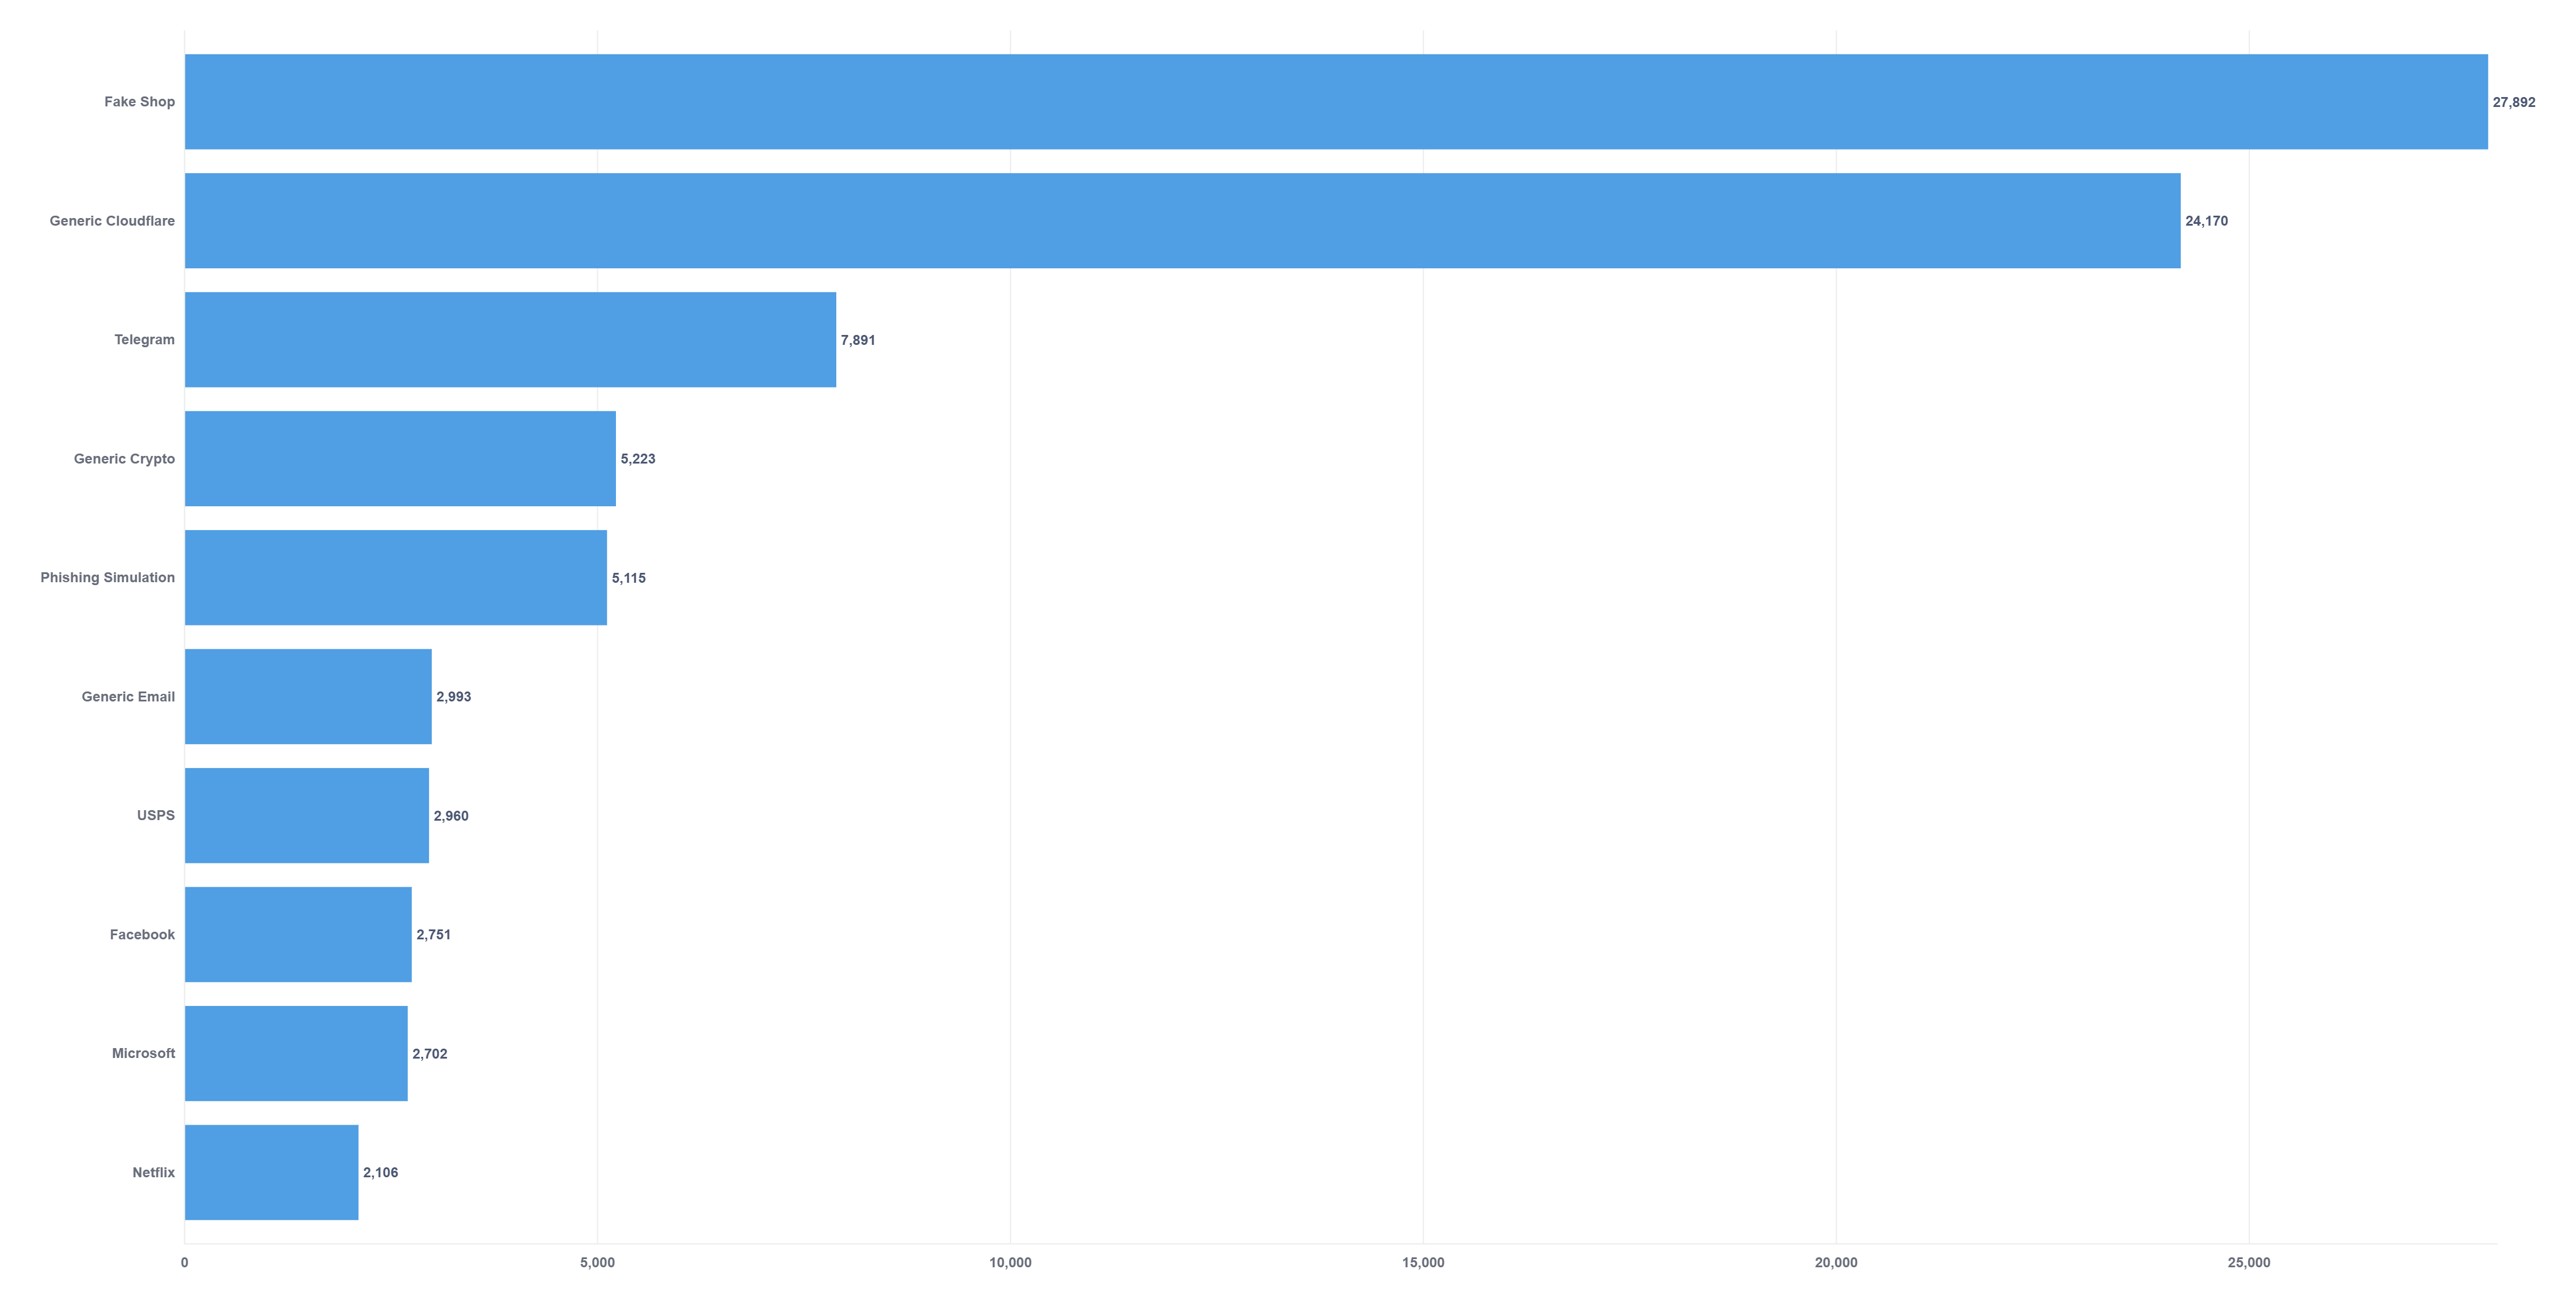 Fake Shop 27,892
Generic Cloudflare 24,170
Telegram 7,891
Generic Crypto 5,223
Phishing Simulation 5,115
Generic Email 2,993
USPS 2,960
Facebook 2,751
Microsoft 2,702
Netflix 2,106
0 5,000 10,000 15,000 20,000 25,000